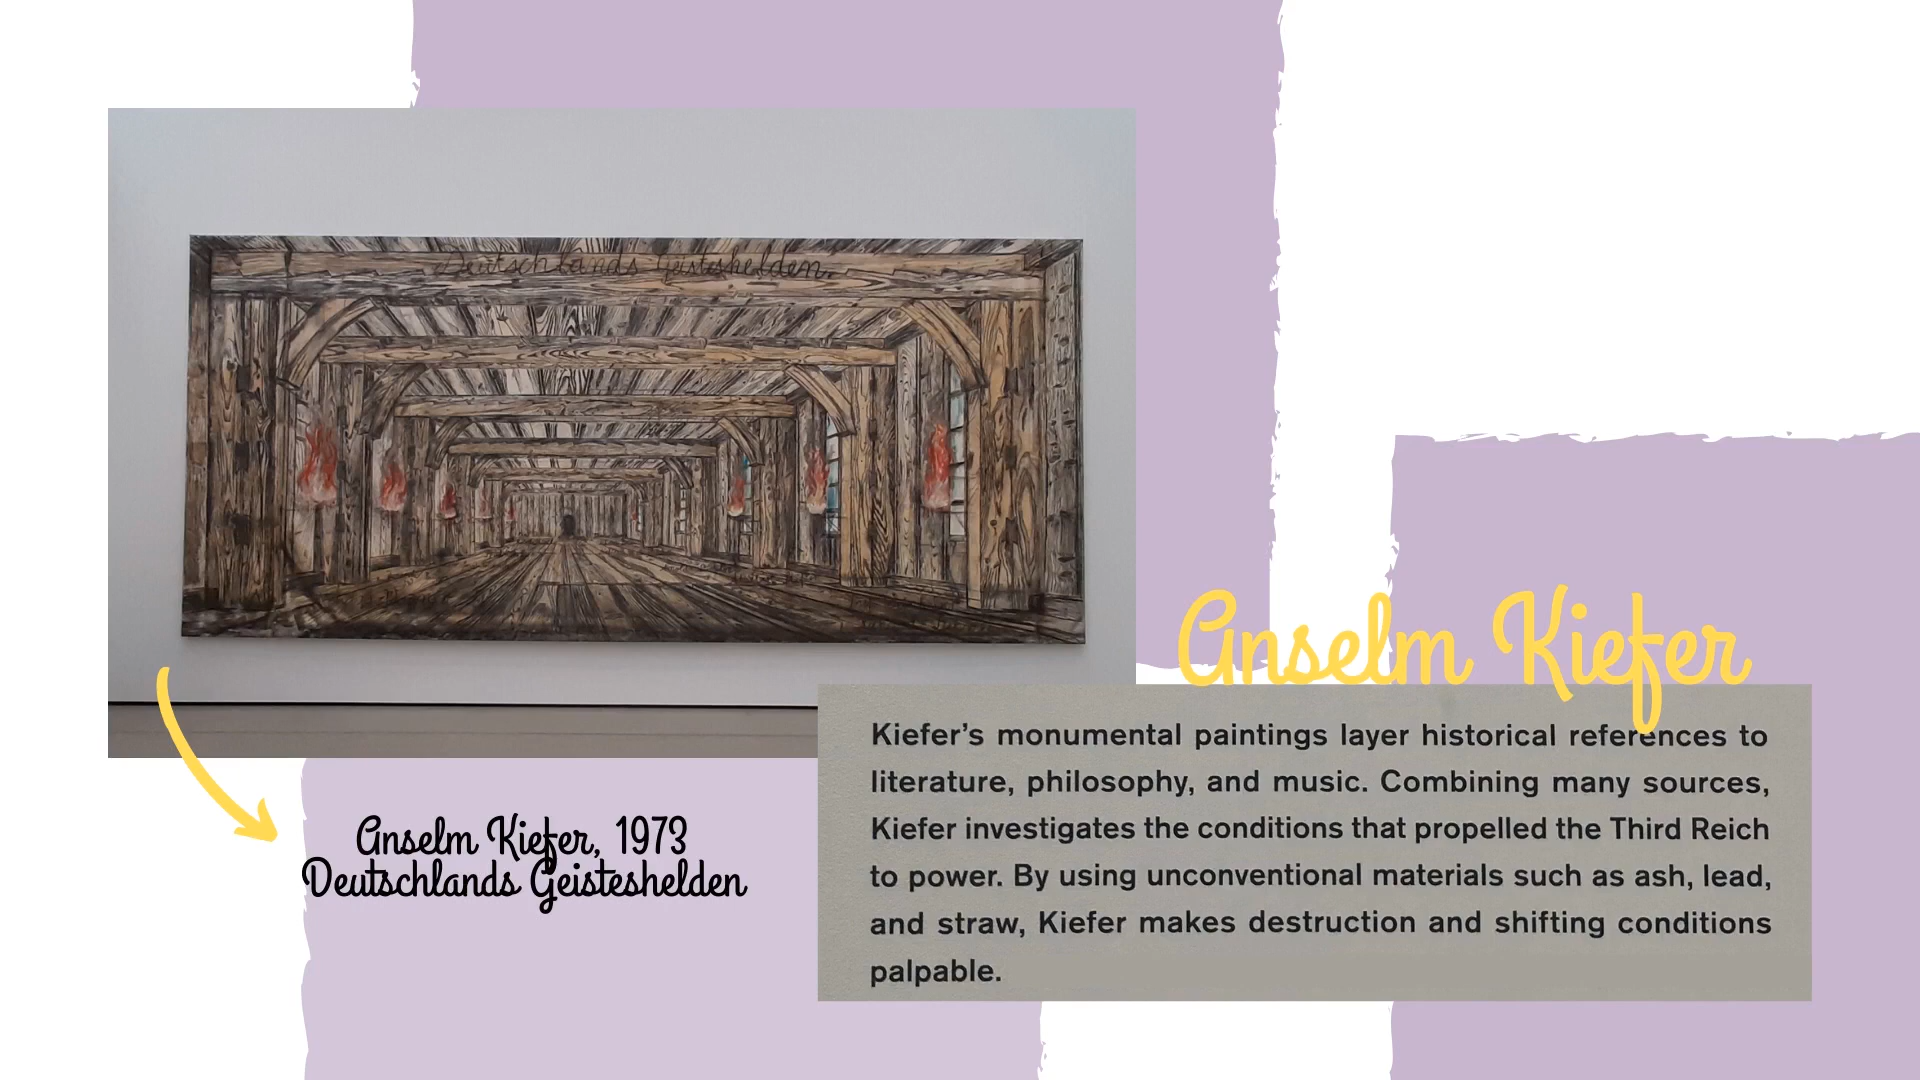 Deutschlands Geisteshelden.
Anselm Kiefer
Kiefer's monumental paintings layer historical references to
literature, philosophy, and music. Combining many sources,
Kiefer investigates the conditions that propelled the Third Reich
to power. By using unconventional materials such as ash, lead,
and straw, Kiefer makes destruction and shifting conditions
palpable.
Anselm Kiefer, 1973
Deutschlands Geisteshelden